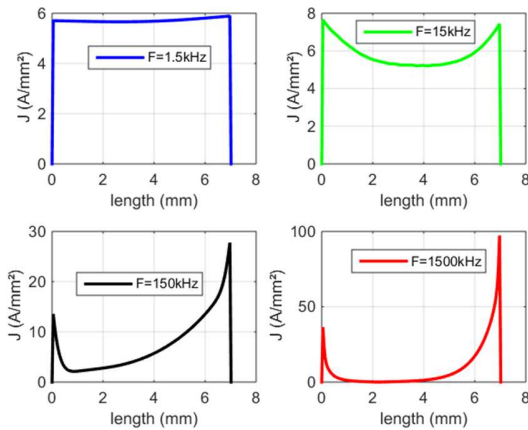 6
4
2
0
J (A/mm²)
F=1.5kHz
0 2 4 6 8
length (mm)
8
6
4
2
0
J (A/mm²)
F=15kHz
0 2 4 6 8
length (mm)
30
20
10
0
J (A/mm²)
F=150kHz
0 2 4 6 8
length (mm)
100
50
0
J (A/mm²)
F=1500kHz
0 2 4 6 8
length (mm)